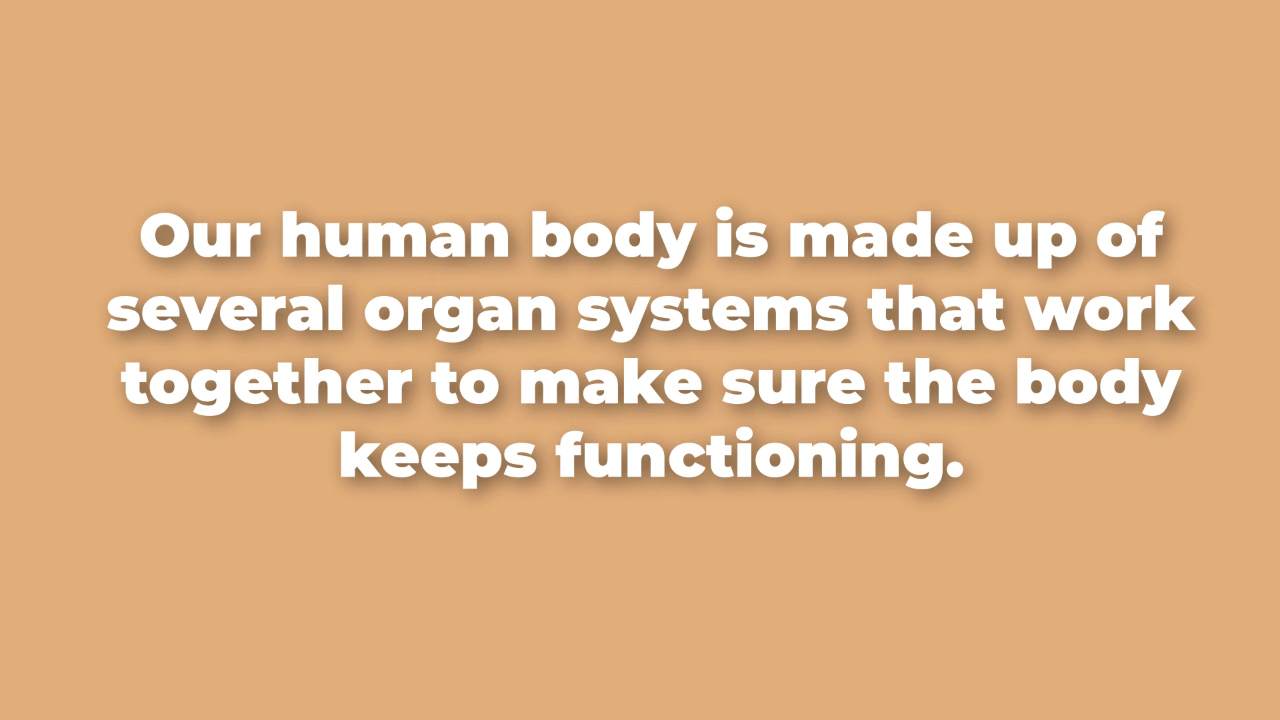 Our human body is made up of
several organ systems that work
together to make sure the body
keeps functioning.